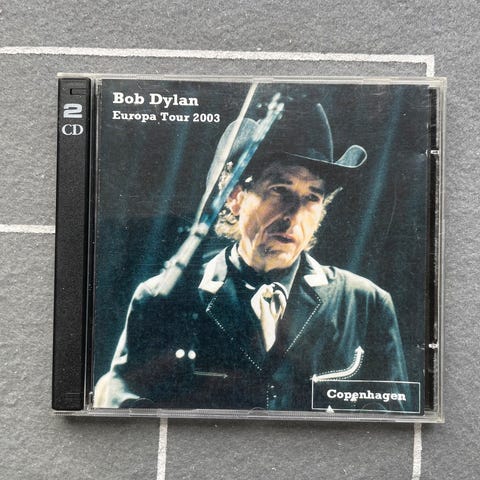 2
CD
Bob Dylan
Europa Tour 2003
Copenhagen